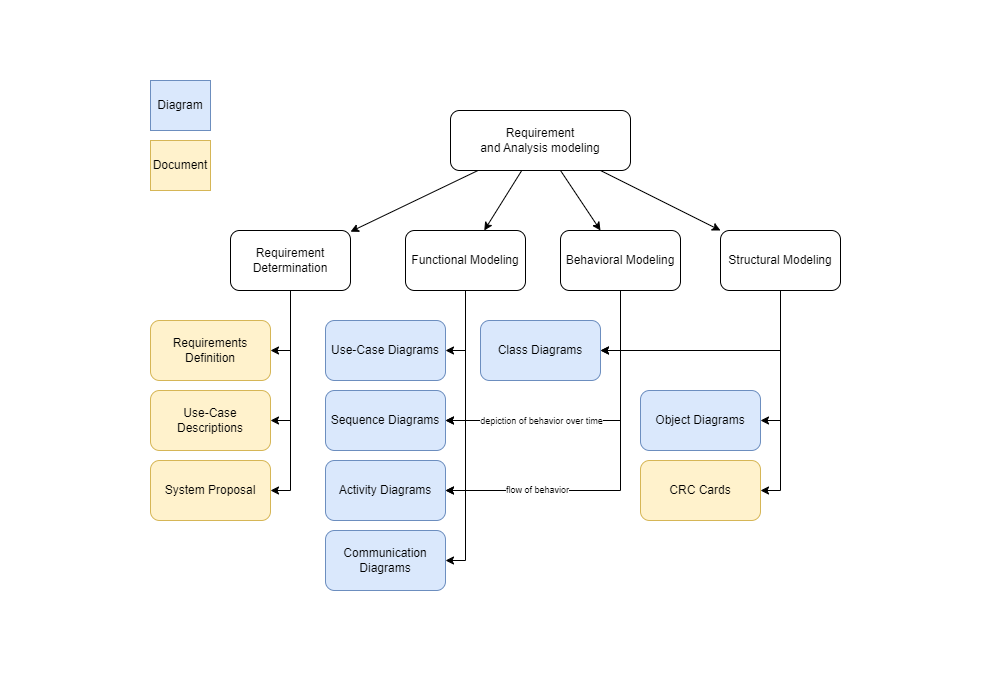 Diagram
Document
Requirement
and Analysis modeling
Requirement
Determination
Functional Modeling
Behavioral Modeling
Structural Modeling
Requirements
Definition
Use-Case Diagrams
Class Diagrams
Use-Case
Descriptions
Sequence Diagrams
depiction of behavior over time
Object Diagrams
System Proposal
Activity Diagrams
flow of behavior
CRC Cards
Communication
Diagrams